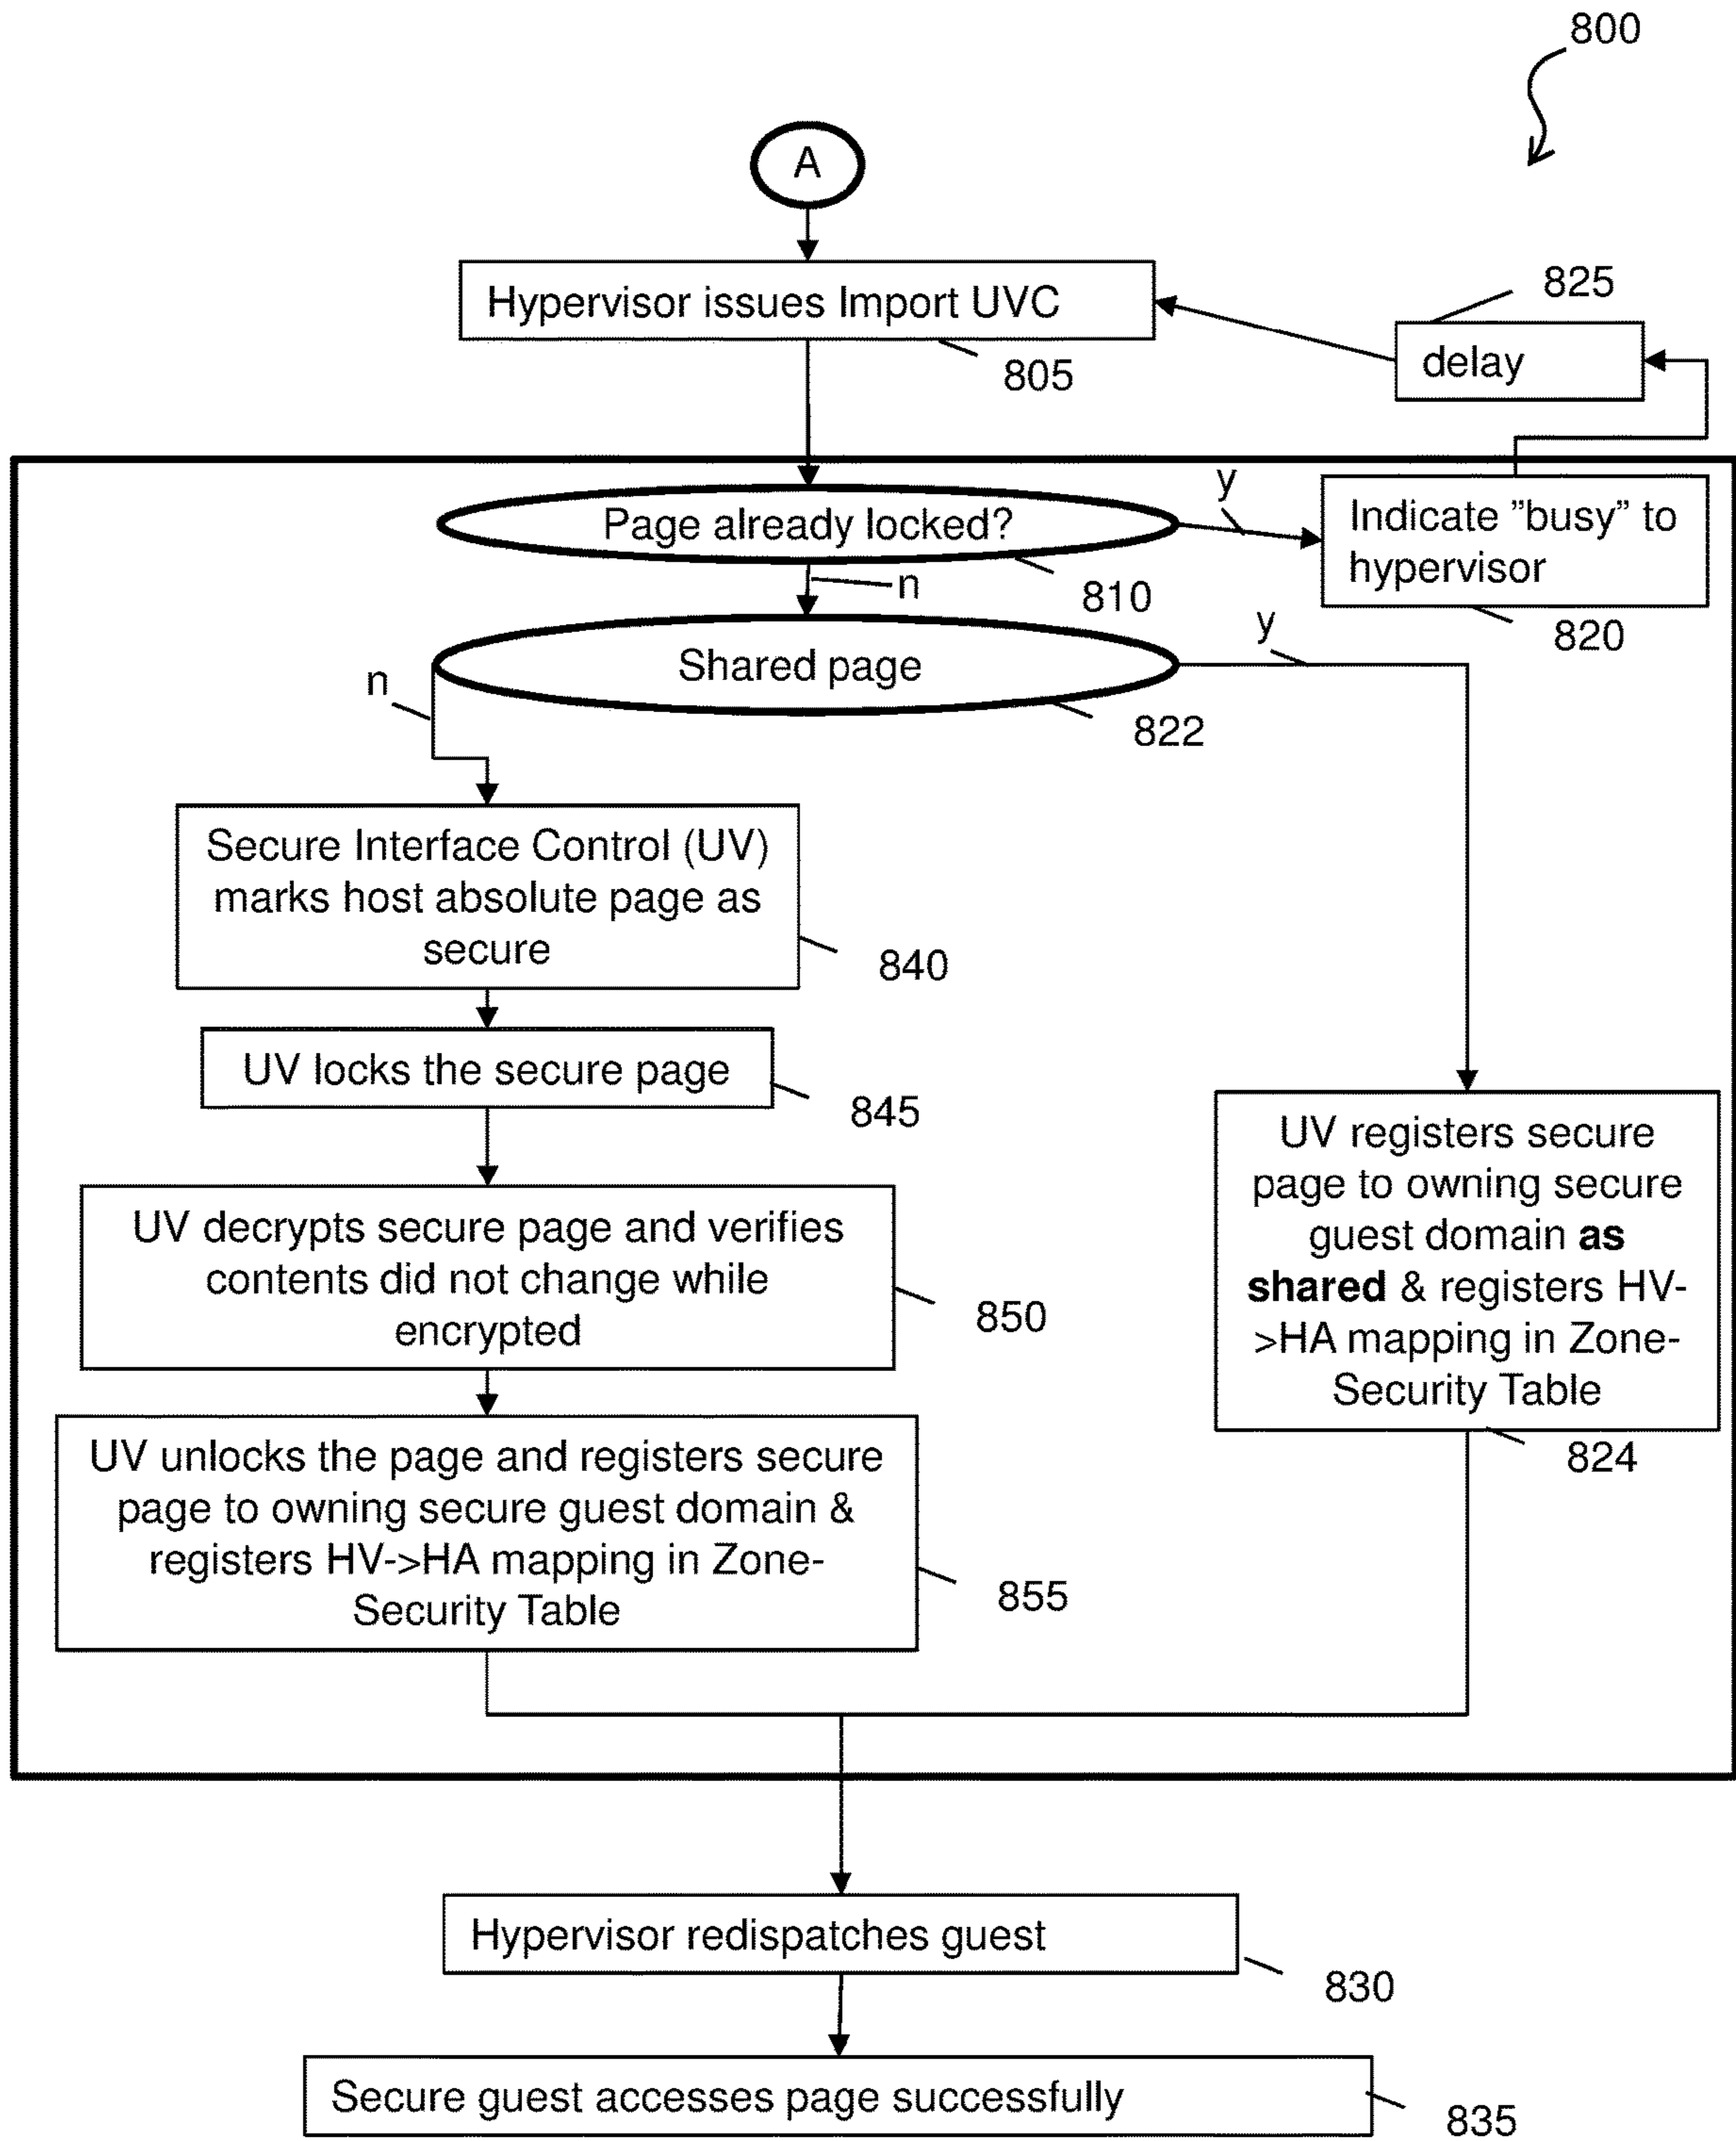 800
A
Hypervisor issues Import UVC
805
825
delay
Page already locked?
810
y
n
Indicate "busy" to
hypervisor
820
Shared page
822
y
n
Secure Interface Control (UV)
marks host absolute page as
secure
840
UV locks the secure page
845
UV decrypts secure page and verifies
contents did not change while
encrypted
850
UV unlocks the page and registers secure
page to owning secure guest domain &
registers HV->HA mapping in Zone-
Security Table
855
UV registers secure
page to owning secure
guest domain as
shared & registers HV-
>HA mapping in Zone-
Security Table
824
Hypervisor redispatches guest
830
Secure guest accesses page successfully
835